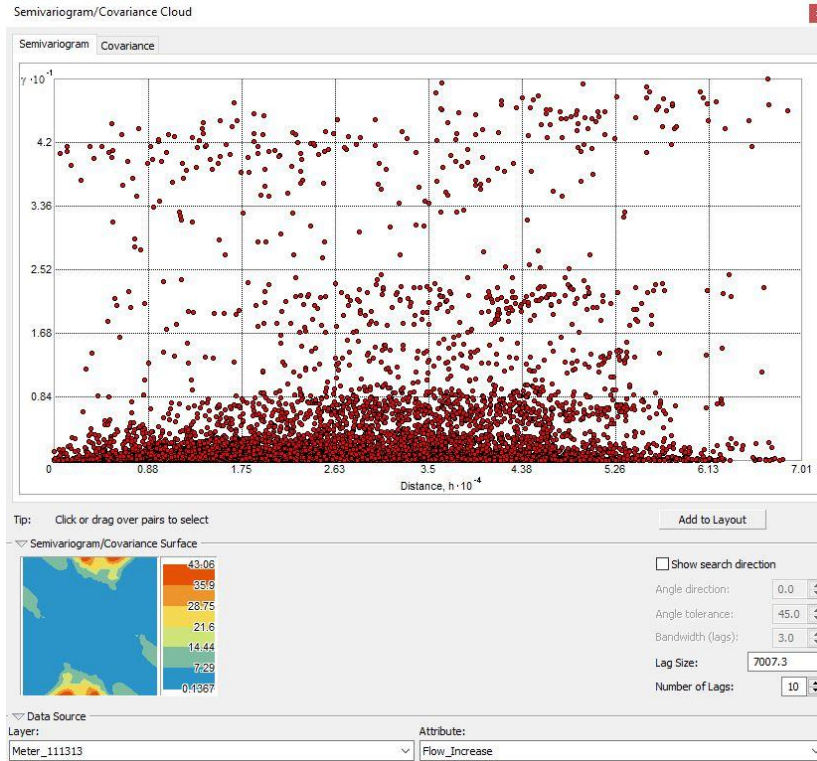 Semivariogram/Covariance Cloud
Semivariogram Covariance
γ·10⁻¹
4.2
3.36
2.52
1.68
0.84
0 0.88 1.75 2.63 3.5 4.38 5.26 6.13 7.01
Distance, h·10⁻⁴
Tip: Click or drag over pairs to select
Add to Layout
Semivariogram/Covariance Surface
43.06
35.9
28.75
21.6
14.44
7.29
0.1367
Show search direction
Angle direction: 0.0
Angle tolerance: 45.0
Bandwidth (lags): 3.0
Lag Size: 7007.3
Number of Lags: 10
Data Source
Layer: Attribute:
Meter_111313 Flow_Increase